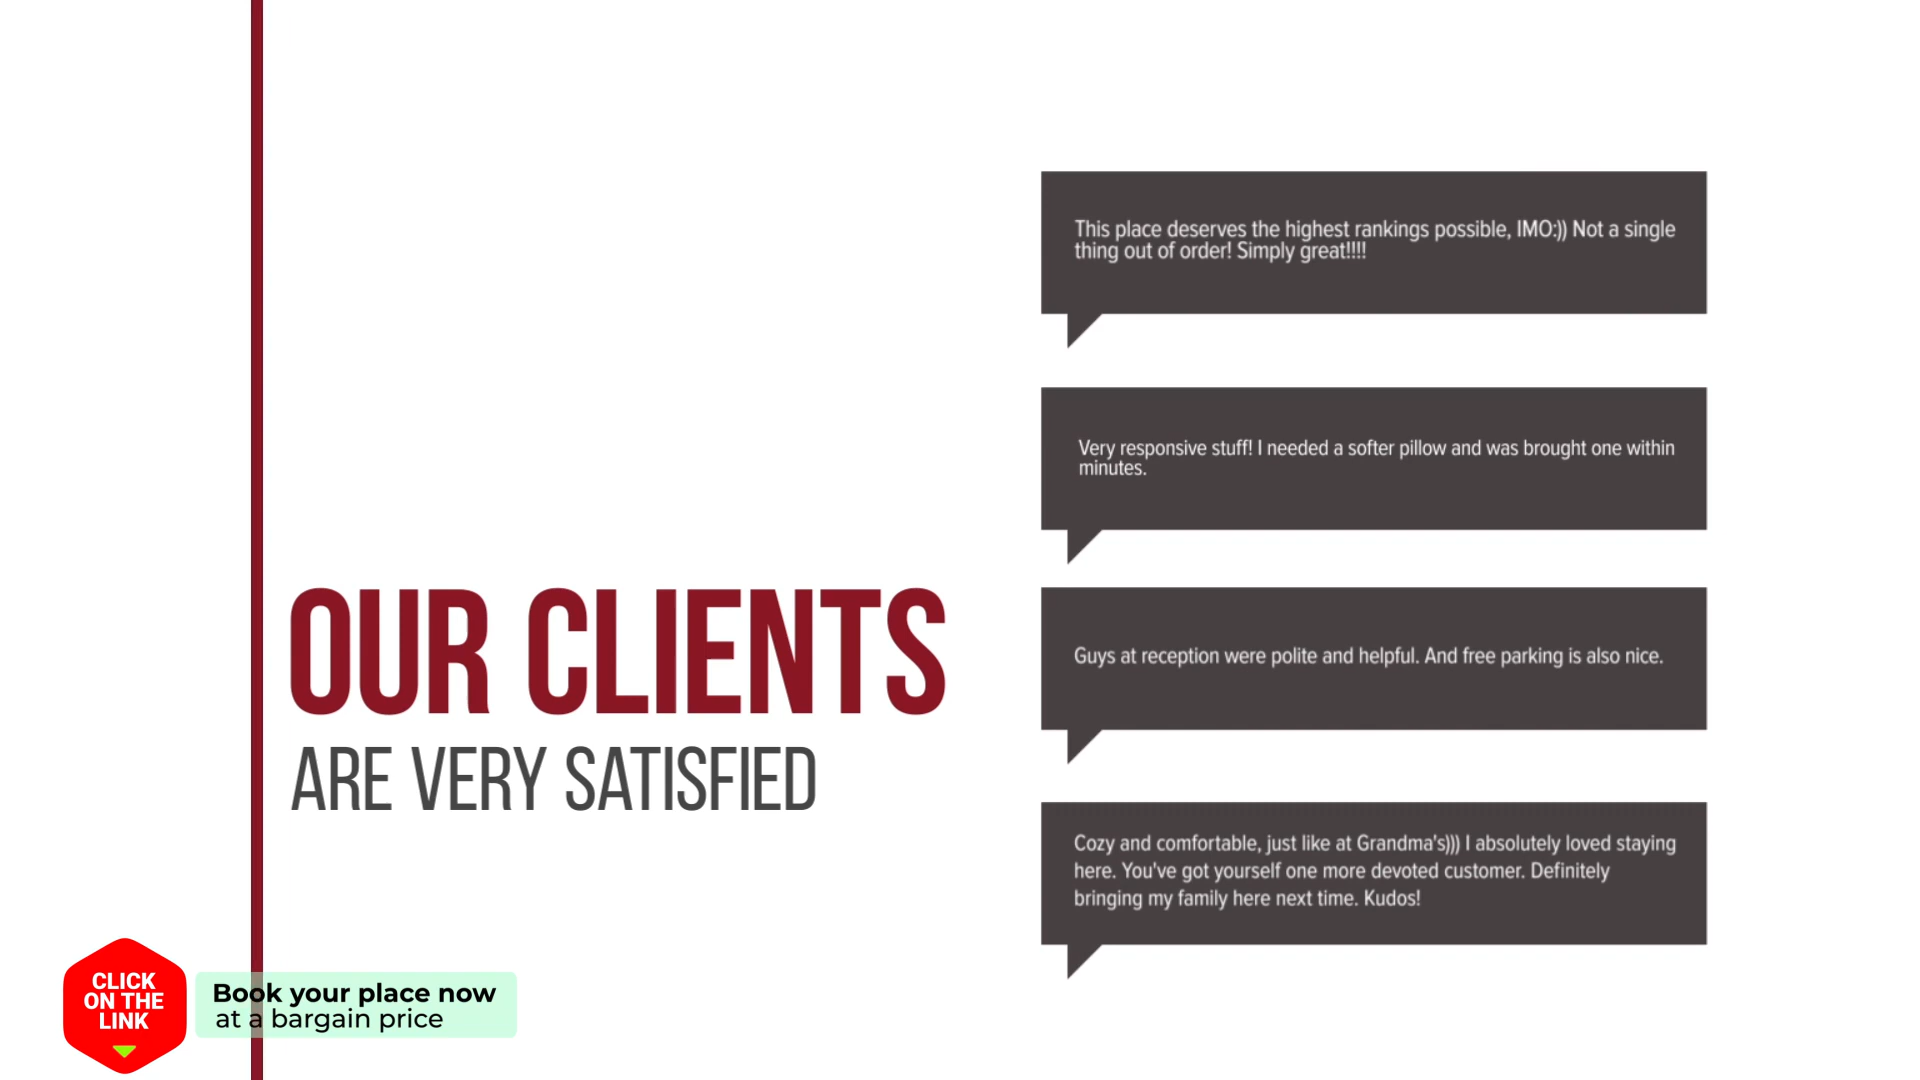 OUR CLIENTS
ARE VERY SATISFIED
This place deserves the highest rankings possible, IMO:)) Not a single
thing out of order! Simply great!!!!
Very responsive stuff! I needed a softer pillow and was brought one within
minutes.
Guys at reception were polite and helpful. And free parking is also nice.
Cozy and comfortable, just like at Grandma's))) I absolutely loved staying
here. You've got yourself one more devoted customer. Definitely
bringing my family here next time. Kudos!
CLICK
ON THE
LINK
Book your place now
at a bargain price